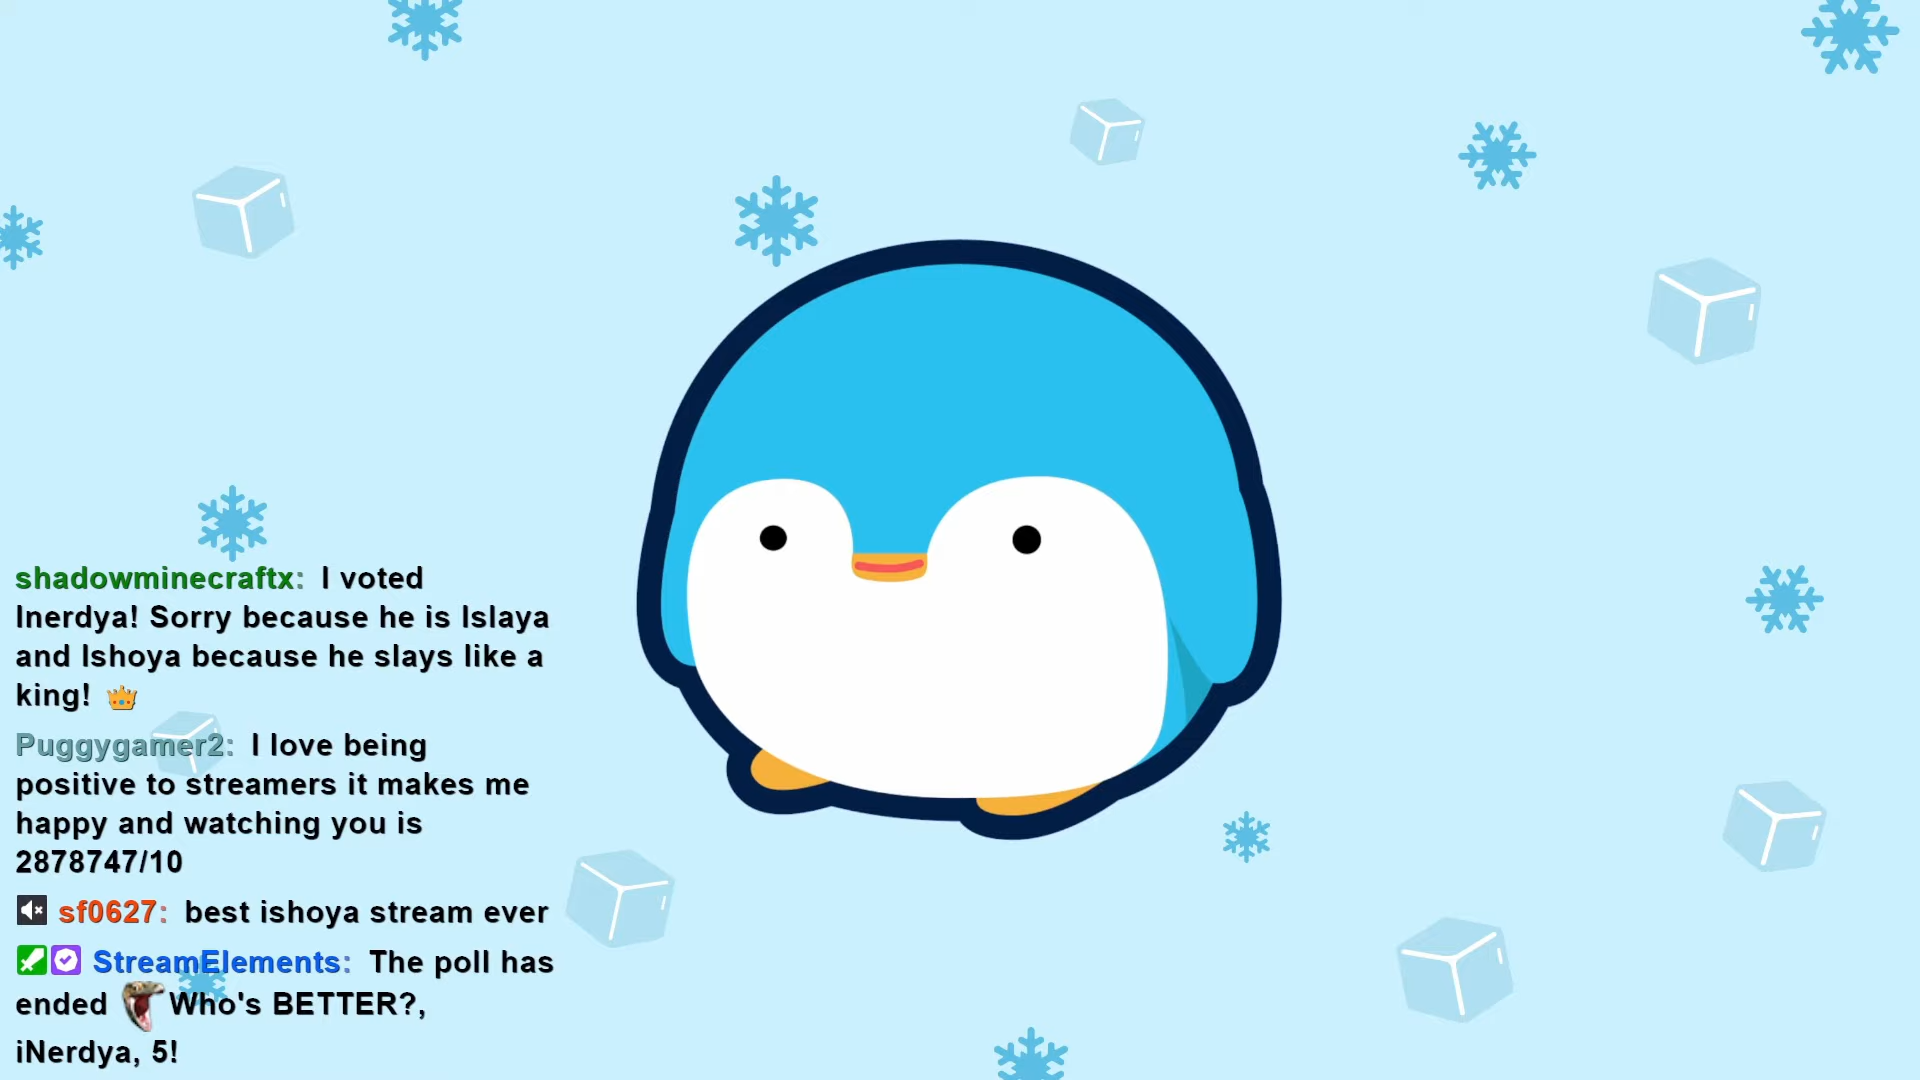 shadowminecraftx: I voted
Inerdya! Sorry because he is Islaya
and Ishoya because he slays like a
king!
Puggygamer2: I love being
positive to streamers it makes me
happy and watching you is
2878747/10
sf0627: best ishoya stream ever
StreamElements: The poll has
ended Who's BETTER?,
iNerdya, 5!